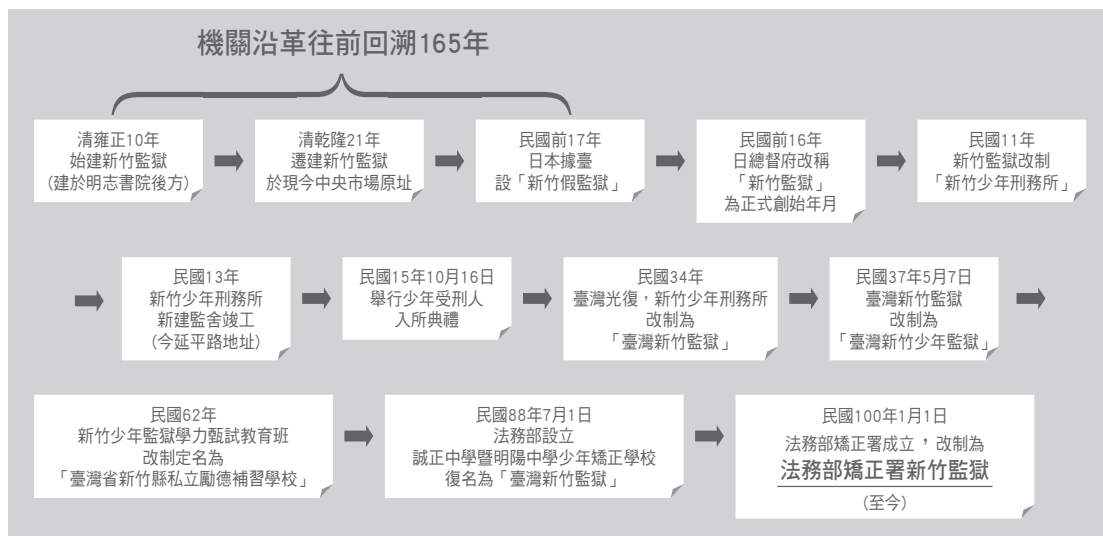 機關沿革往前回溯165年
清雍正10年
始建新竹監獄
(建於明志書院後方)
清乾隆21年
遷建新竹監獄
於現今中央市場原址
民國前17年
日本據臺
設「新竹假監獄」
民國前16年
日總督府改稱
「新竹監獄」
為正式創始年月
民國11年
新竹監獄改制
「新竹少年刑務所」
民國13年
新竹少年刑務所
新建監舍竣工
(今延平路地址)
民國15年10月16日
舉行少年受刑人
入所典禮
民國34年
臺灣光復，新竹少年刑務所
改制為
「臺灣新竹監獄」
民國37年5月7日
臺灣新竹監獄
改制為
「臺灣新竹少年監獄」
民國62年
新竹少年監獄學力甄試教育班
改制定名為
「臺灣省新竹縣私立勵德補習學校」
民國88年7月1日
法務部設立
誠正中學暨明陽中學少年矯正學校
復名為「臺灣新竹監獄」
民國100年1月1日
法務部矯正署成立，改制為
法務部矯正署新竹監獄
(至今)